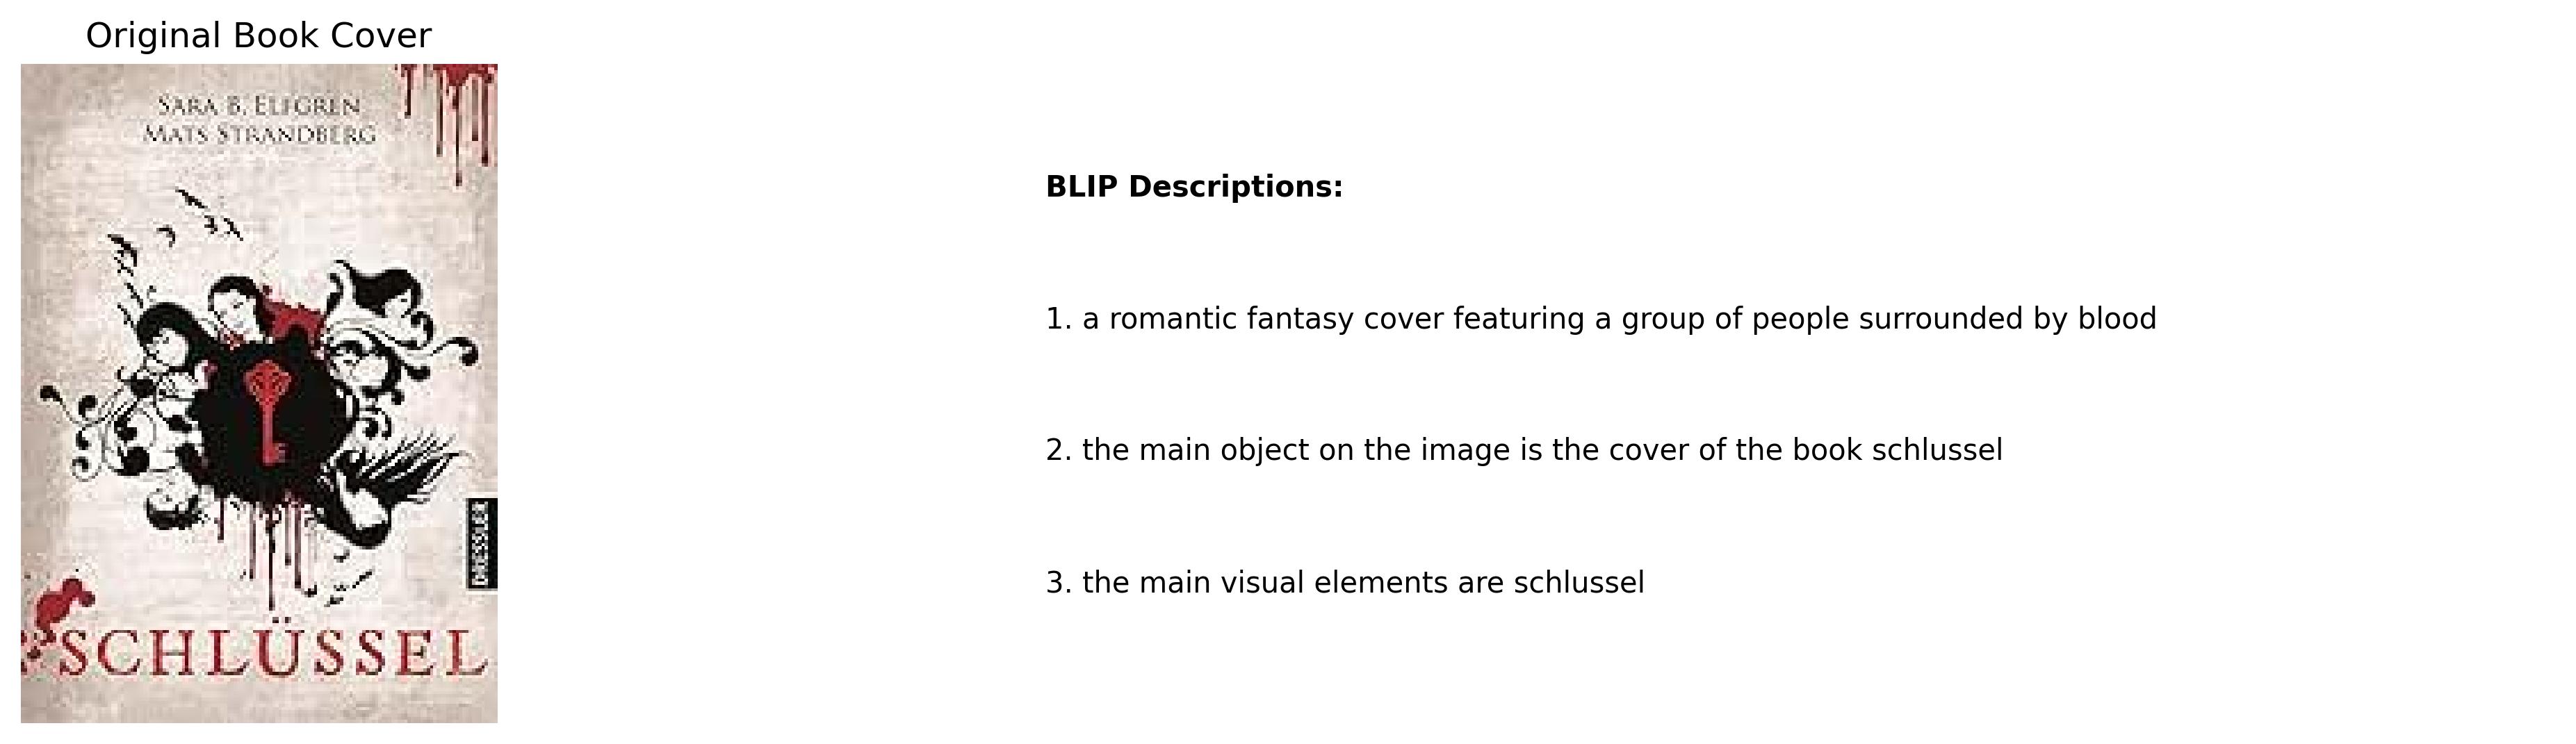 Original Book Cover
SARA B. ELFGREN
MATS STRANDBERG
DRESSLER
SCHLÜSSEL
BLIP Descriptions:
1. a romantic fantasy cover featuring a group of people surrounded by blood
2. the main object on the image is the cover of the book schlussel
3. the main visual elements are schlussel